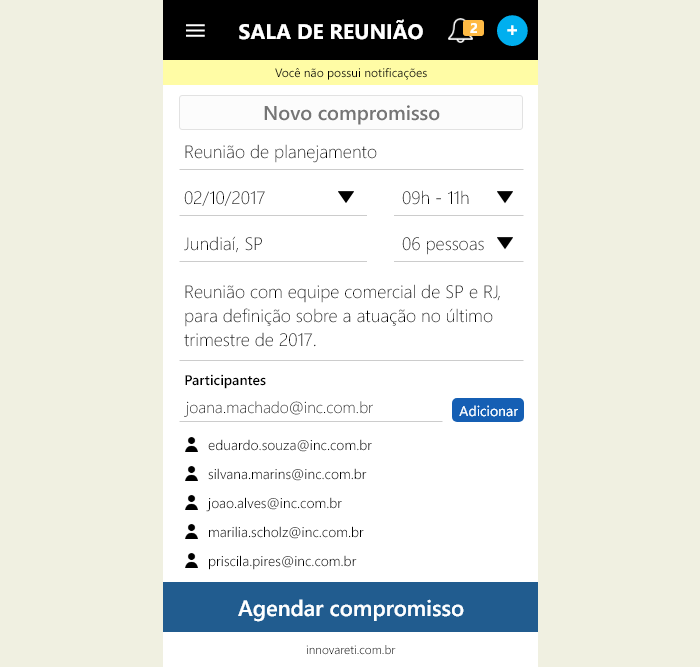 SALA DE REUNIÃO
2
+
Você não possui notificações
Novo compromisso
Reunião de planejamento
02/10/2017 09h - 11h
Jundiaí, SP 06 pessoas
Reunião com equipe comercial de SP e RJ,
para definição sobre a atuação no último
trimestre de 2017.
Participantes
joana.machado@inc.com.br Adicionar
eduardo.souza@inc.com.br
silvana.marins@inc.com.br
joao.alves@inc.com.br
marilia.scholz@inc.com.br
priscila.pires@inc.com.br
Agendar compromisso
innovareti.com.br